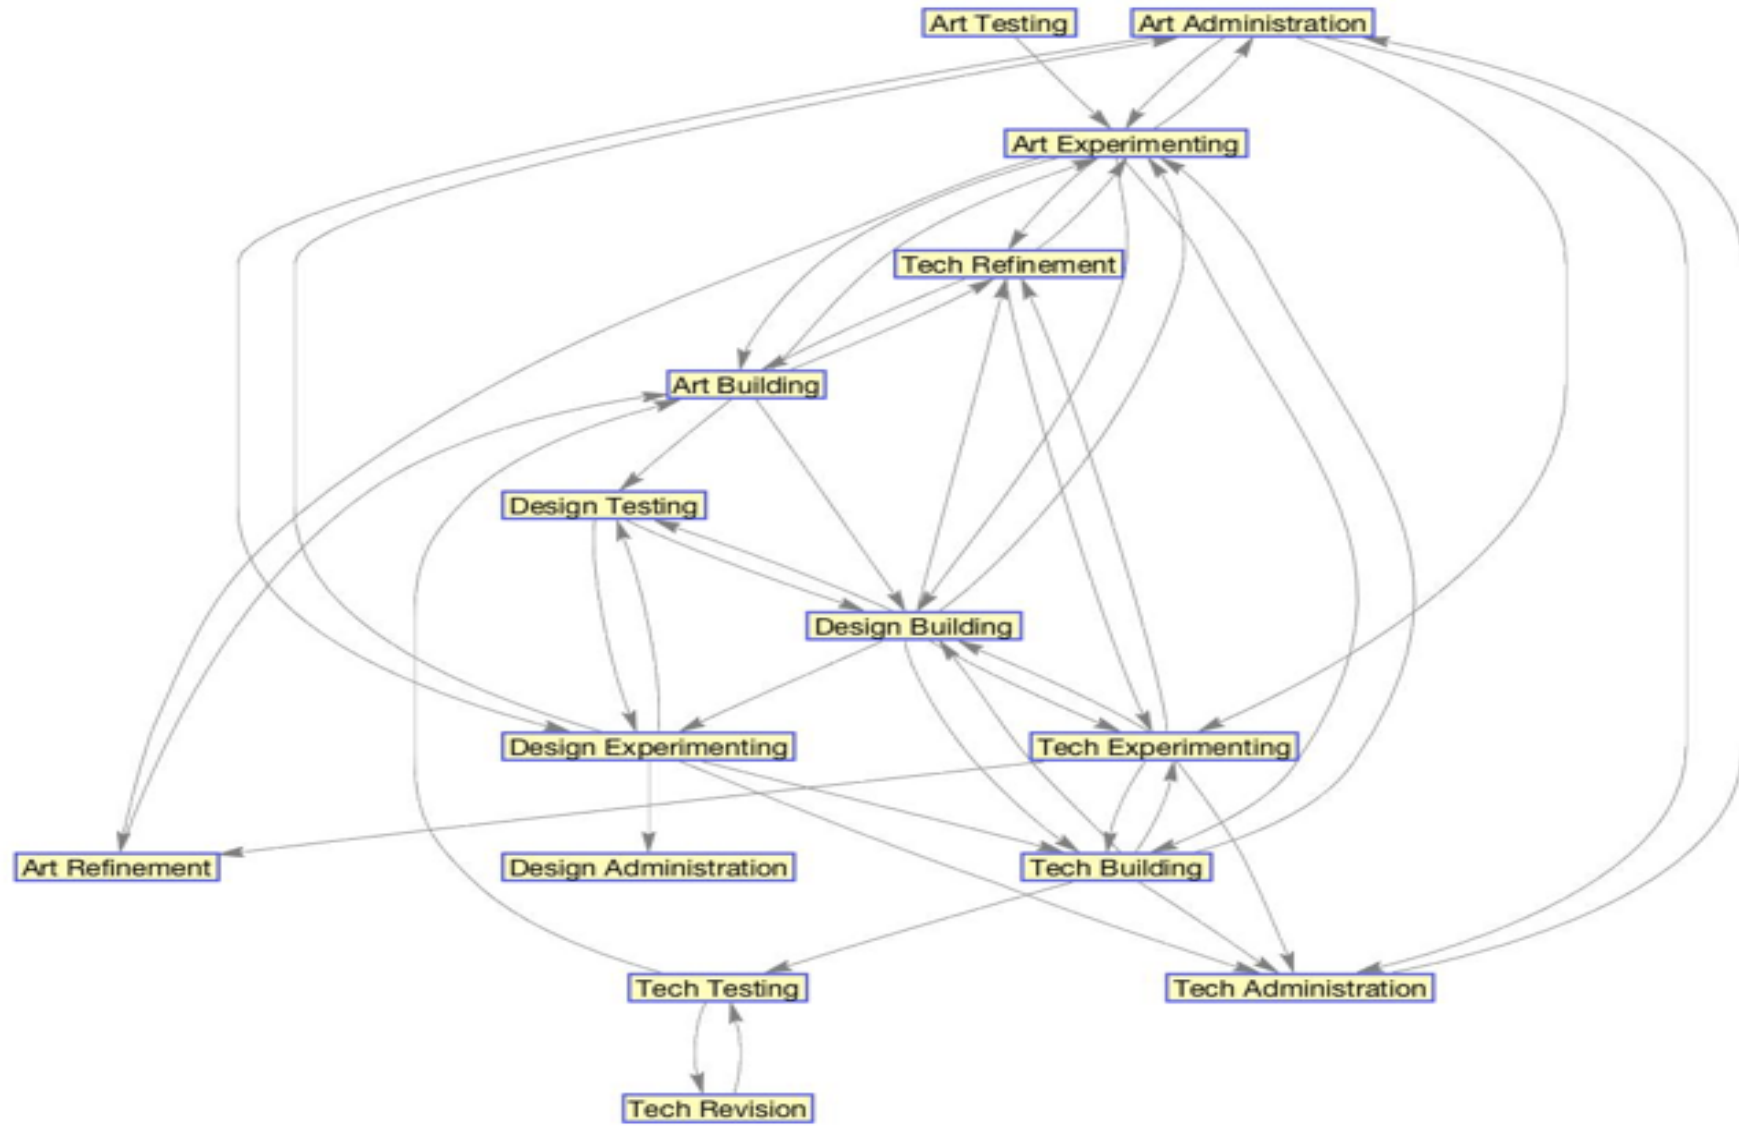 Art Testing
Art Administration
Art Experimenting
Tech Refinement
Art Building
Design Testing
Design Building
Design Experimenting
Tech Experimenting
Art Refinement
Design Administration
Tech Building
Tech Testing
Tech Administration
Tech Revision